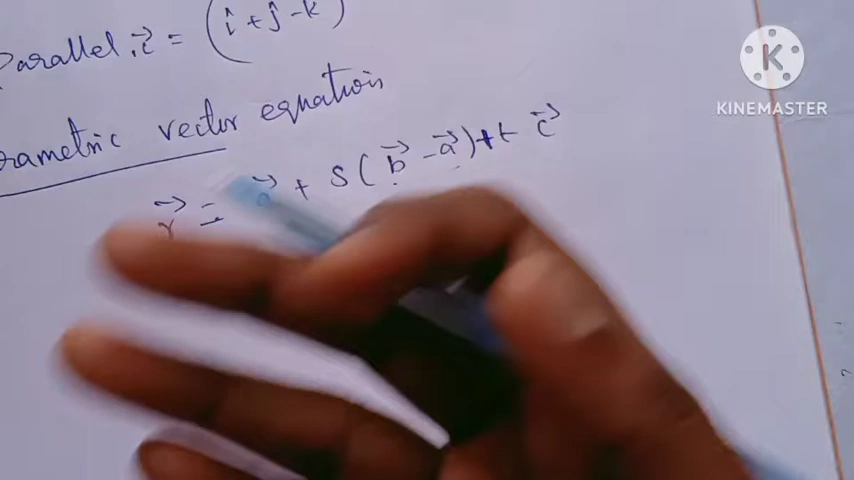 Parallel, c⃗ = (î + ĵ - k̂)
Parametric vector equation
r⃗ = a⃗ + s(b⃗ - a⃗) + t c⃗
KINEMASTER